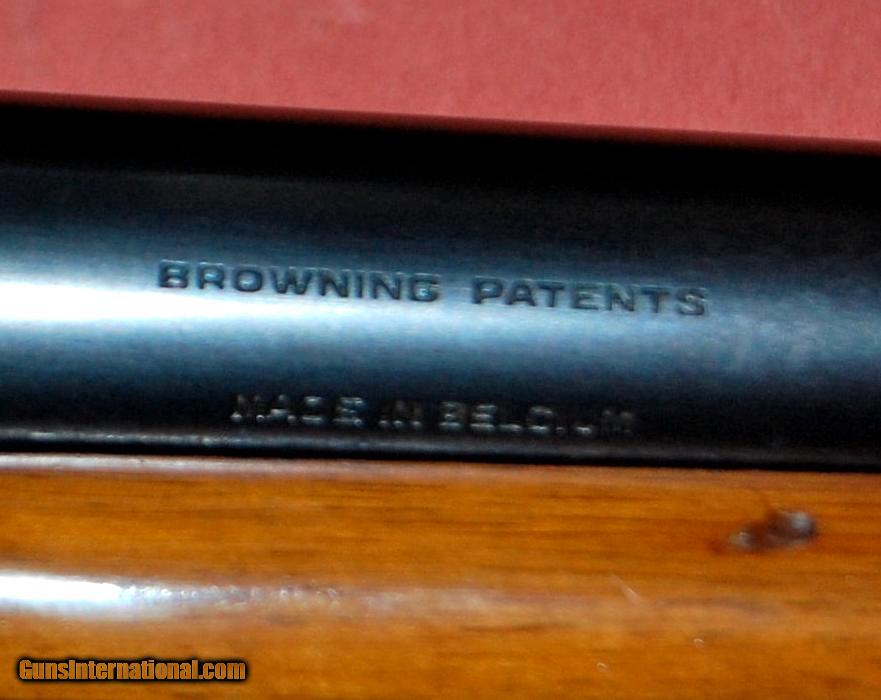 BROWNING PATENTS
MADE IN BELGIUM
GunsInternational.com